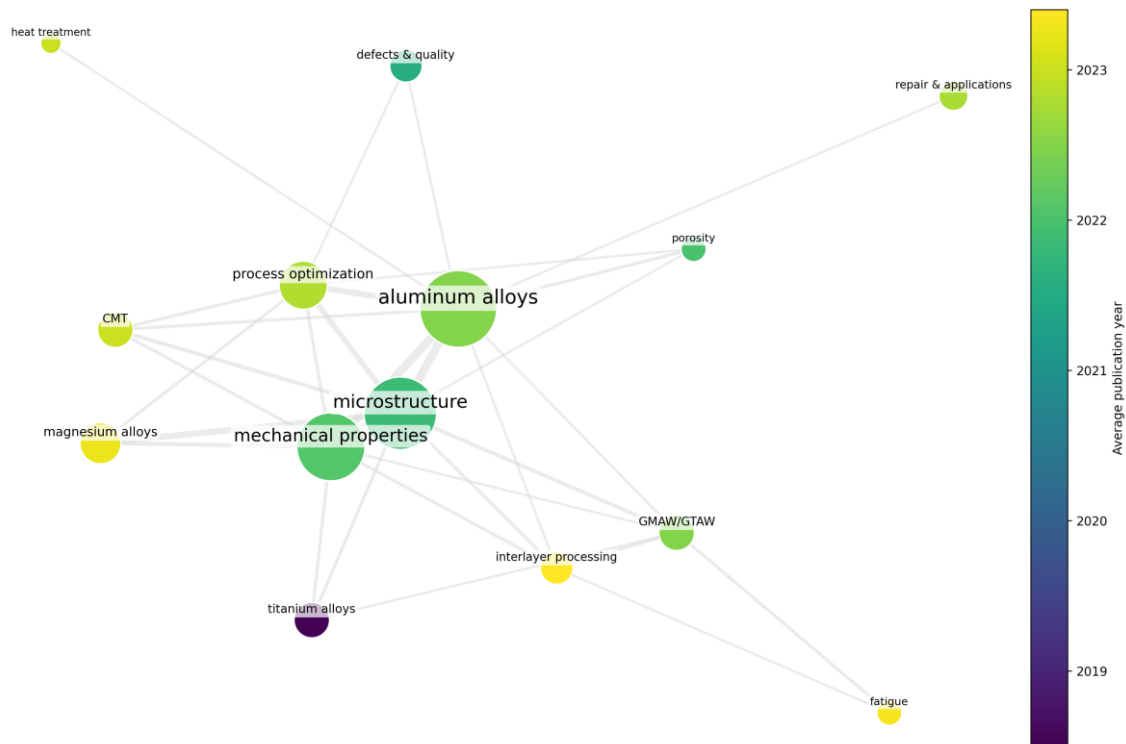 heat treatment
defects & quality
repair & applications
porosity
process optimization
aluminum alloys
CMT
microstructure
mechanical properties
magnesium alloys
GMAW/GTAW
interlayer processing
titanium alloys
fatigue
2023
2022
2021
2020
2019
Average publication year